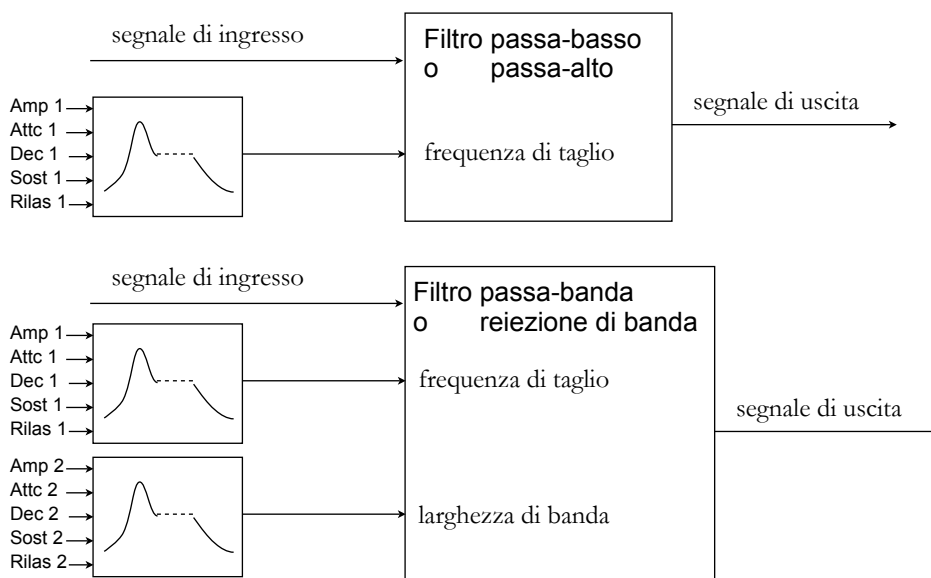 segnale di ingresso
Filtro passa-basso
o passa-alto
Amp 1
Attc 1
Dec 1
Sost 1
Rilas 1
frequenza di taglio
segnale di uscita
segnale di ingresso
Filtro passa-banda
o reiezione di banda
Amp 1
Attc 1
Dec 1
Sost 1
Rilas 1
frequenza di taglio
segnale di uscita
Amp 2
Attc 2
Dec 2
Sost 2
Rilas 2
larghezza di banda